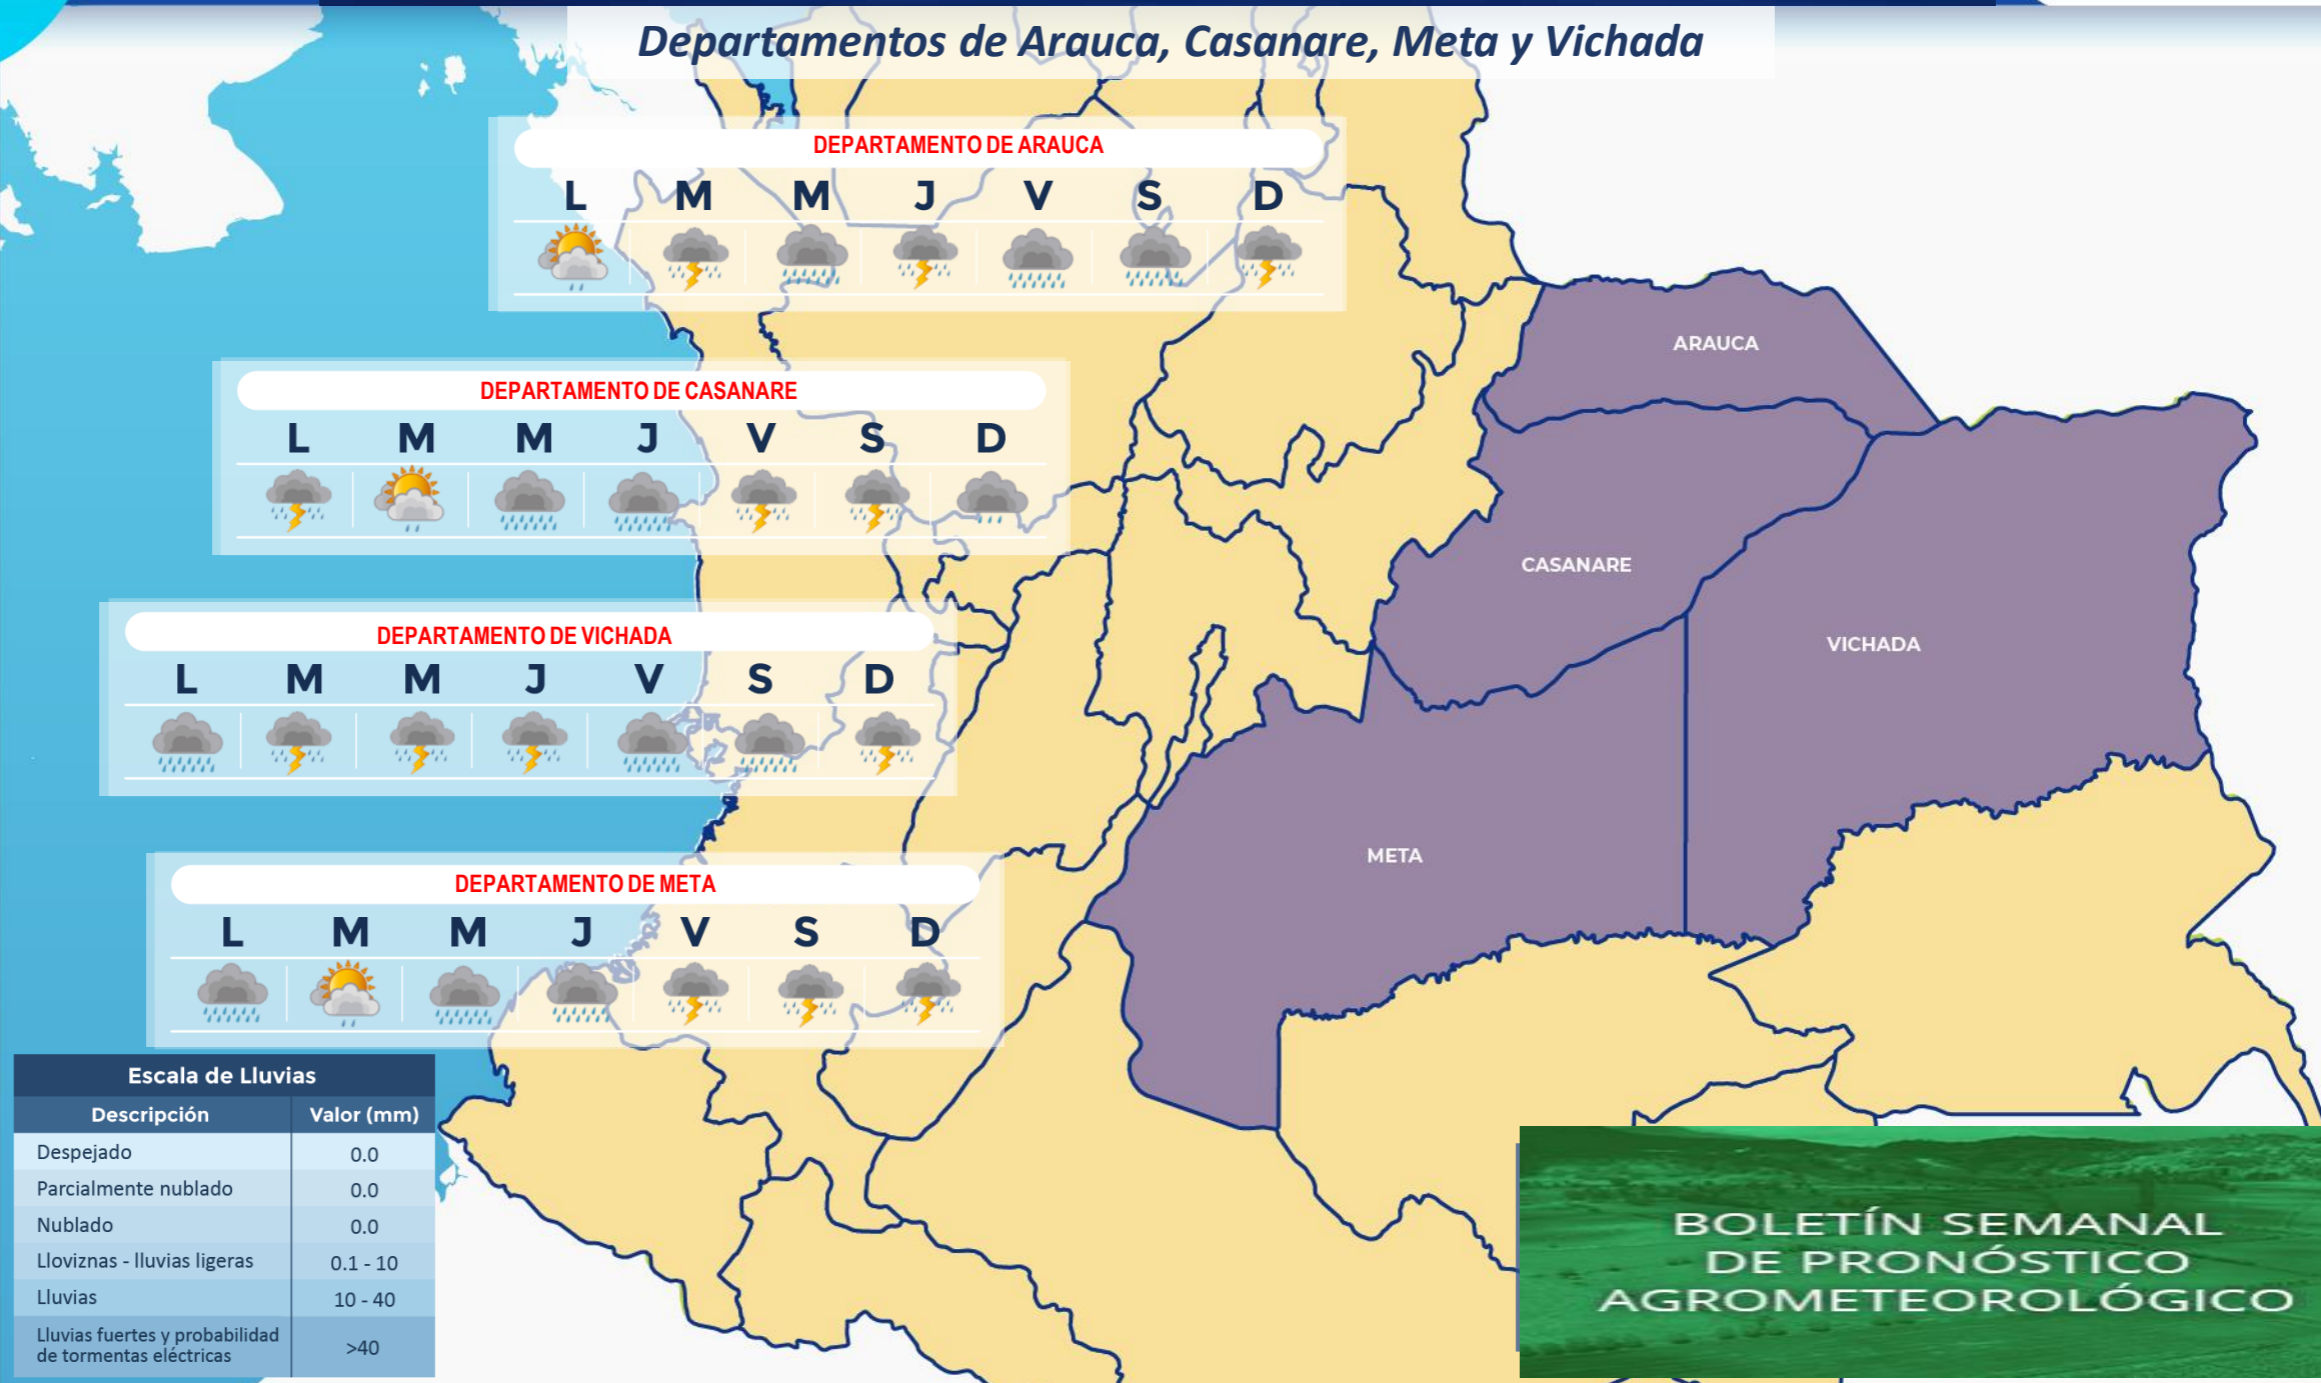 Departamentos de Arauca, Casanare, Meta y Vichada
DEPARTAMENTO DE ARAUCA
L M M J V S D
DEPARTAMENTO DE CASANARE
L M M J V S D
DEPARTAMENTO DE VICHADA
L M M J V S D
DEPARTAMENTO DE META
L M M J V S D
ARAUCA
CASANARE
VICHADA
META
Escala de Lluvias
Descripción Valor (mm)
Despejado 0.0
Parcialmente nublado 0.0
Nublado 0.0
Lloviznas - lluvias ligeras 0.1 - 10
Lluvias 10 - 40
Lluvias fuertes y probabilidad
de tormentas eléctricas >40
BOLETÍN SEMANAL
DE PRONÓSTICO
AGROMETEOROLÓGICO